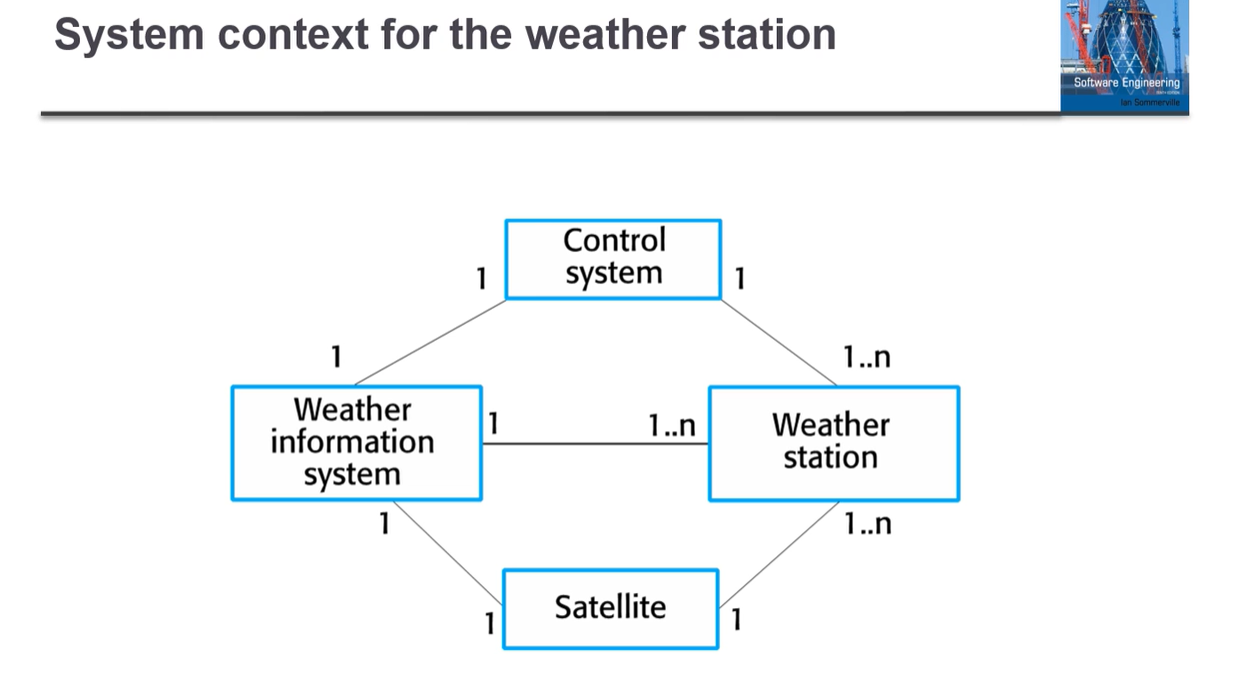 System context for the weather station
Software Engineering
Ian Sommerville
Control
system
1
1
1
1..n
Weather
information
system
1
1..n
Weather
station
1
1..n
Satellite
1
1